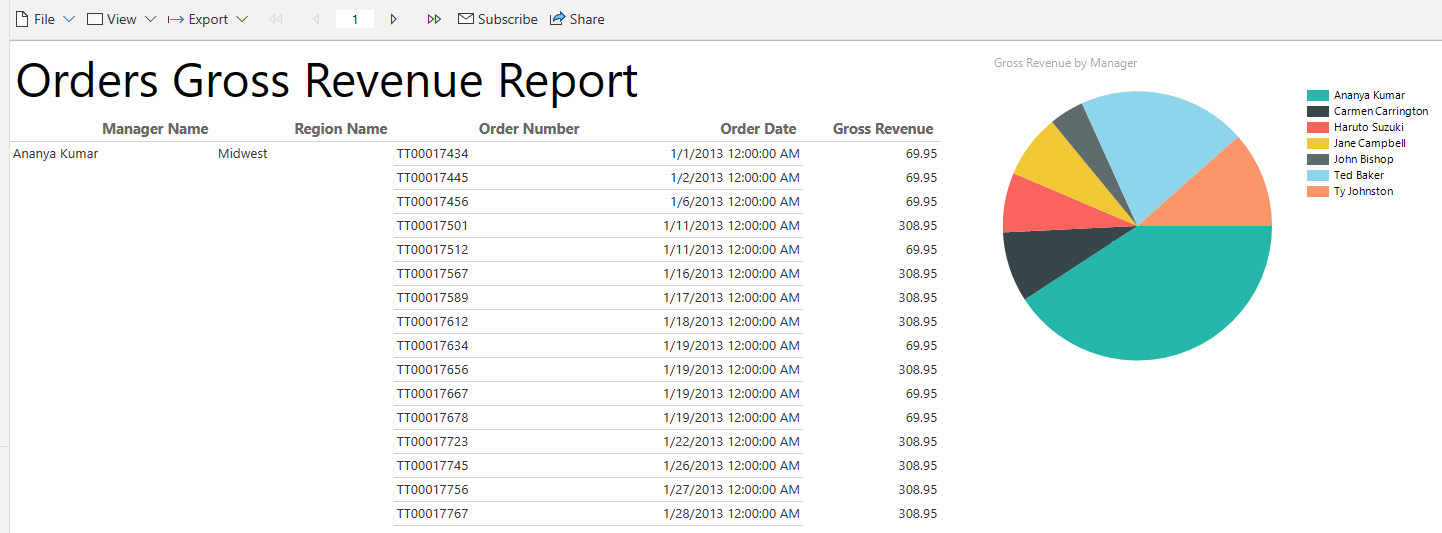 File View Export 1 Subscribe Share
Orders Gross Revenue Report
Manager Name Region Name Order Number Order Date Gross Revenue
Ananya Kumar Midwest TT00017434 1/1/2013 12:00:00 AM 69.95
TT00017445 1/2/2013 12:00:00 AM 69.95
TT00017456 1/6/2013 12:00:00 AM 69.95
TT00017501 1/11/2013 12:00:00 AM 308.95
TT00017512 1/11/2013 12:00:00 AM 69.95
TT00017567 1/16/2013 12:00:00 AM 308.95
TT00017589 1/17/2013 12:00:00 AM 308.95
TT00017612 1/18/2013 12:00:00 AM 308.95
TT00017634 1/19/2013 12:00:00 AM 69.95
TT00017656 1/19/2013 12:00:00 AM 308.95
TT00017667 1/19/2013 12:00:00 AM 69.95
TT00017678 1/19/2013 12:00:00 AM 69.95
TT00017723 1/22/2013 12:00:00 AM 308.95
TT00017745 1/26/2013 12:00:00 AM 308.95
TT00017756 1/27/2013 12:00:00 AM 308.95
TT00017767 1/28/2013 12:00:00 AM 308.95
Gross Revenue by Manager
Ananya Kumar
Carmen Carrington
Haruto Suzuki
Jane Campbell
John Bishop
Ted Baker
Ty Johnston